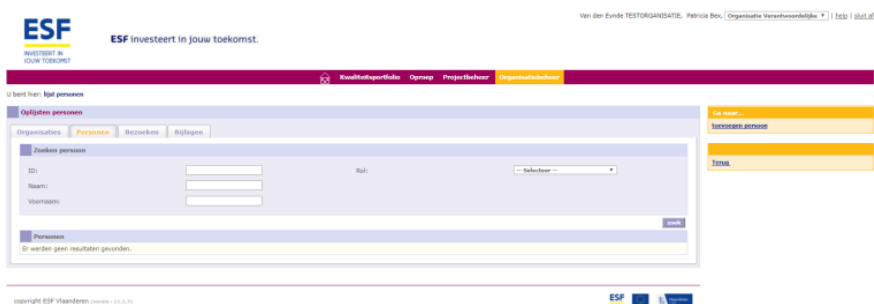 Van den Eynde TESTORGANISATIE, Patricia Bex, Organisatie Verantwoordelijke | help | sluit af
ESF
INVESTEERT IN
JOUW TOEKOMST
ESF investeert in jouw toekomst.
Kwaliteitsportfolio Oproep Projectbeheer Organisatiebeheer
U bent hier: lijst personen
Oplijsten personen
Ga naar...
Organisaties Personen Bezoeken Bijlagen
toevoegen persoon
Zoeken persoon
Terug
ID:
Rol:
-- Selecteer --
Naam:
Voornaam:
zoek
Personen
Er werden geen resultaten gevonden.
copyright ESF Vlaanderen
ESF